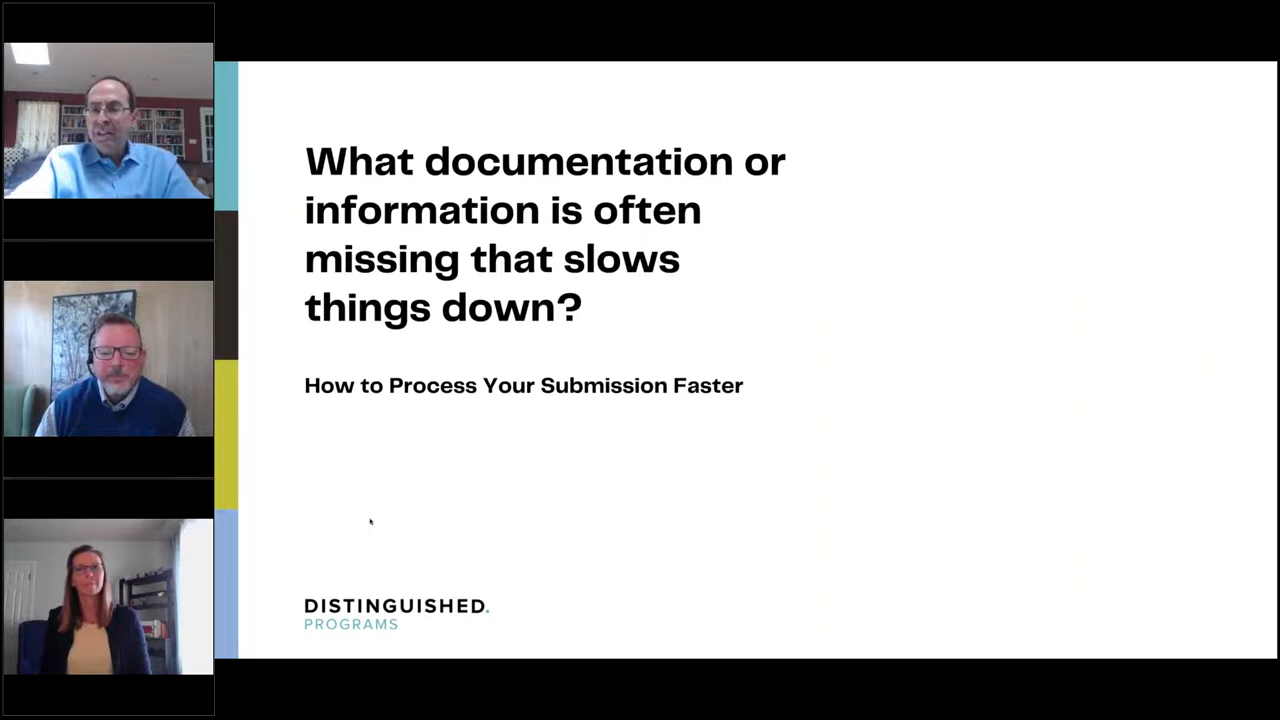 What documentation or
information is often
missing that slows
things down?
How to Process Your Submission Faster
DISTINGUISHED.
PROGRAMS